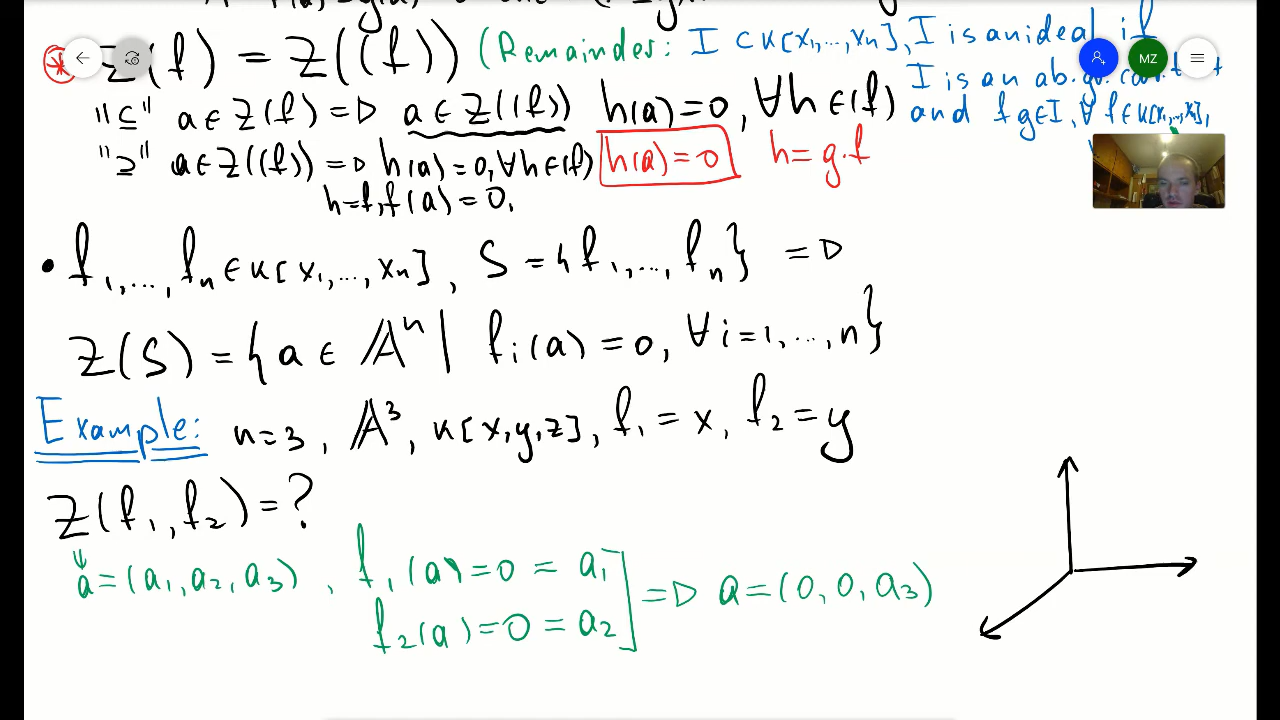 Z(f) = Z((f)) (Remainder: I ⊂ K[x1,...,xn], I is an ideal if
I is an ab. gr.
"⊆" a ∈ Z(f) => a ∈ Z((f)) h(a)=0, ∀h ∈ (f) and fg ∈ I, ∀ f ∈ K[x1,...,xn],
"⊇" a ∈ Z((f)) => h(a)=0, ∀h ∈ (f) h(a)=0 h=g.f
h=f, f(a)=0.
• f1,..., fn ∈ K[x1,...,xn], S = {f1,..., fn} =>
Z(S) = {a ∈ 𝔸^n | fi(a) = 0, ∀i=1,...,n}
Example: n=3, 𝔸^3, K[x,y,z], f1 = x, f2 = y
Z(f1, f2) = ?
a = (a1, a2, a3), f1(a) = 0 = a1
f2(a) = 0 = a2 ] => a = (0, 0, a3)
MZ